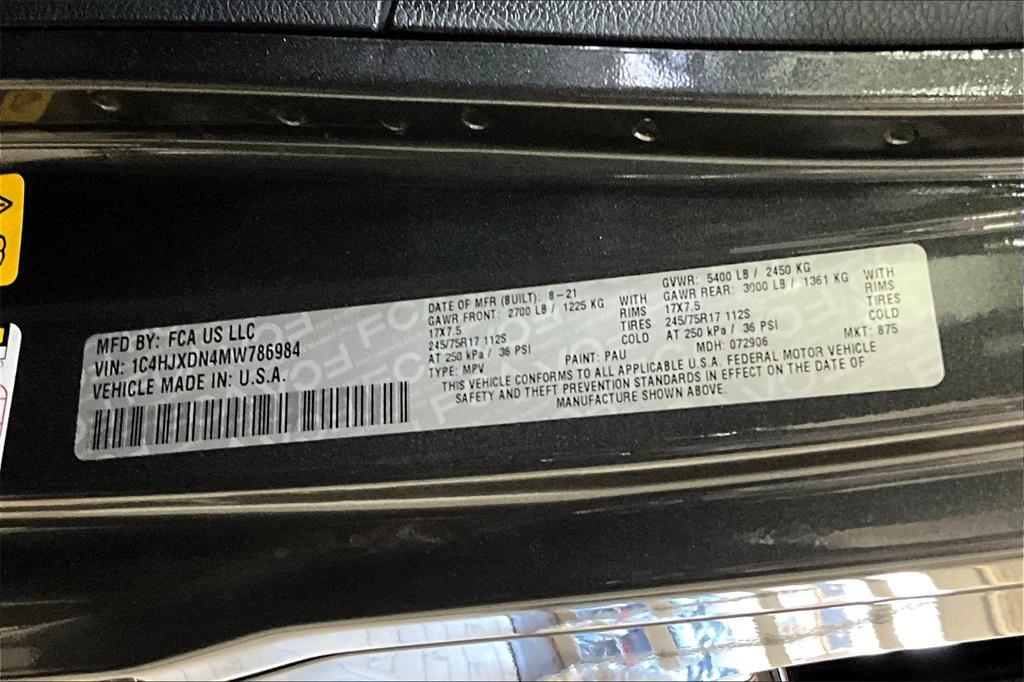 MFD BY: FCA US LLC
VIN: 1C4HJXDN4MW786984
VEHICLE MADE IN: U.S.A.
DATE OF MFR (BUILT): 8-21
GAWR FRONT: 2700 LB / 1225 KG WITH
17X7.5 RIMS
245/75R17 112S TIRES
AT 250 kPa / 36 PSI COLD
TYPE: MPV PAINT: PAU
GVWR: 5400 LB / 2450 KG
GAWR REAR: 3000 LB / 1361 KG WITH
17X7.5 RIMS
245/75R17 112S TIRES
AT 250 kPa / 36 PSI COLD
MDH: 072906 MKT: 875
THIS VEHICLE CONFORMS TO ALL APPLICABLE U.S.A. FEDERAL MOTOR VEHICLE
SAFETY AND THEFT PREVENTION STANDARDS IN EFFECT ON THE DATE OF
MANUFACTURE SHOWN ABOVE.